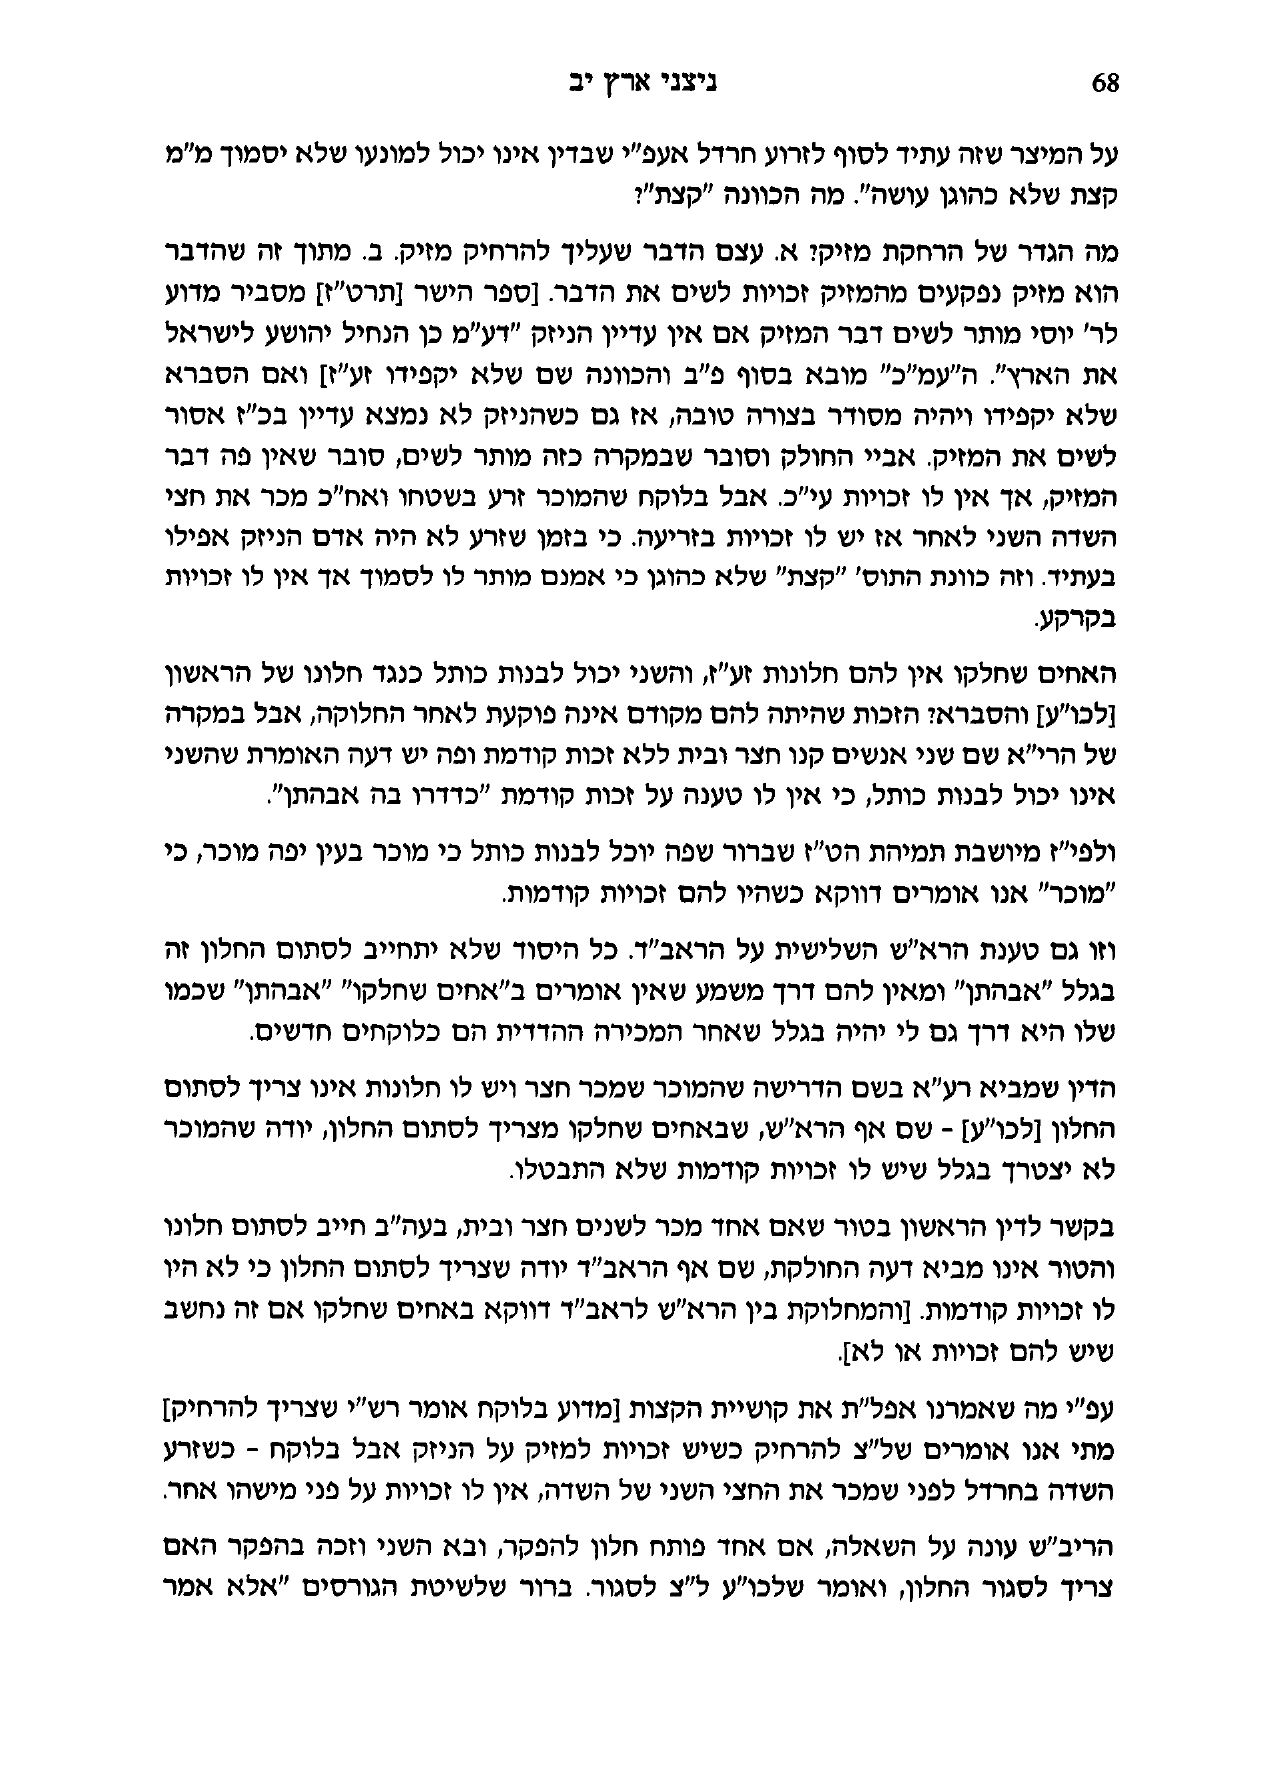 68
ניצני ארץ יב
על המיצר שזה עתיד לסוף לזרוע חרדל אעפ"י שבדין אינו יכול למונעו שלא יסמוך מ"מ
קצת שלא כהוגן עושה". מה הכוונה "קצת"?
מה הגדר של הרחקת מזיק? א. עצם הדבר שעליך להרחיק מזיק. ב. מתוך זה שהדבר
הוא מזיק נפקעים מהמזיק זכויות לשים את הדבר. [ספר הישר [תרט"ז] מסביר מדוע
לר' יוסי מותר לשים דבר המזיק אם אין עדיין הניזק "דע"מ כן הנחיל יהושע לישראל
את הארץ". ה"עמ"כ" מובא בסוף פ"ב והכוונה שם שלא יקפידו זע"ז] ואם הסברא
שלא יקפידו ויהיה מסודר בצורה טובה, אז גם כשהניזק לא נמצא עדיין בכ"ז אסור
לשים את המזיק. אביי החולק וסובר שבמקרה כזה מותר לשים, סובר שאין פה דבר
המזיק, אך אין לו זכויות עי"כ. אבל בלוקח שהמוכר זרע בשטחו ואח"כ מכר את חצי
השדה השני לאחר אז יש לו זכויות בזריעה. כי בזמן שזרע לא היה אדם הניזק אפילו
בעתיד. וזה כוונת התוס' "קצת" שלא כהוגן כי אמנם מותר לו לסמוך אך אין לו זכויות
בקרקע.
האחים שחלקו אין להם חלונות זע"ז, והשני יכול לבנות כותל כנגד חלונו של הראשון
[לכו"ע] והסברא? הזכות שהיתה להם מקודם אינה פוקעת לאחר החלוקה, אבל במקרה
של הרי"א שם שני אנשים קנו חצר ובית ללא זכות קודמת ופה יש דעה האומרת שהשני
אינו יכול לבנות כותל, כי אין לו טענה על זכות קודמת "כדדרו בה אבהתן".
ולפי"ז מיושבת תמיהת הט"ז שברור שפה יוכל לבנות כותל כי מוכר בעין יפה מוכר, כי
"מוכר" אנו אומרים דווקא כשהיו להם זכויות קודמות.
וזו גם טענת הרא"ש השלישית על הראב"ד. כל היסוד שלא יתחייב לסתום החלון זה
בגלל "אבהתן" ומאין להם דרך משמע שאין אומרים ב"אחים שחלקו" "אבהתן" שכמו
שלו היא דרך גם לי יהיה בגלל שאחר המכירה ההדדית הם כלוקחים חדשים.
הדין שמביא רע"א בשם הדרישה שהמוכר שמכר חצר ויש לו חלונות אינו צריך לסתום
החלון [לכו"ע] – שם אף הרא"ש, שבאחים שחלקו מצריך לסתום החלון, יודה שהמוכר
לא יצטרך בגלל שיש לו זכויות קודמות שלא התבטלו.
בקשר לדין הראשון בטור שאם אחד מכר לשנים חצר ובית, בעה"ב חייב לסתום חלונו
והטור אינו מביא דעה החולקת, שם אף הראב"ד יודה שצריך לסתום החלון כי לא היו
לו זכויות קודמות. [והמחלוקת בין הרא"ש לראב"ד דווקא באחים שחלקו אם זה נחשב
שיש להם זכויות או לא].
עפ"י מה שאמרנו אפל"ת את קושיית הקצות [מדוע בלוקח אומר רש"י שצריך להרחיק]
מתי אנו אומרים של"צ להרחיק כשיש זכויות למזיק על הניזק אבל בלוקח – כשזרע
השדה בחרדל לפני שמכר את החצי השני של השדה, אין לו זכויות על פני מישהו אחר.
הריב"ש עונה על השאלה, אם אחד פותח חלון להפקר, ובא השני וזכה בהפקר האם
צריך לסגור החלון, ואומר שלכו"ע ל"צ לסגור. ברור שלשיטת הגורסים "אלא אמר